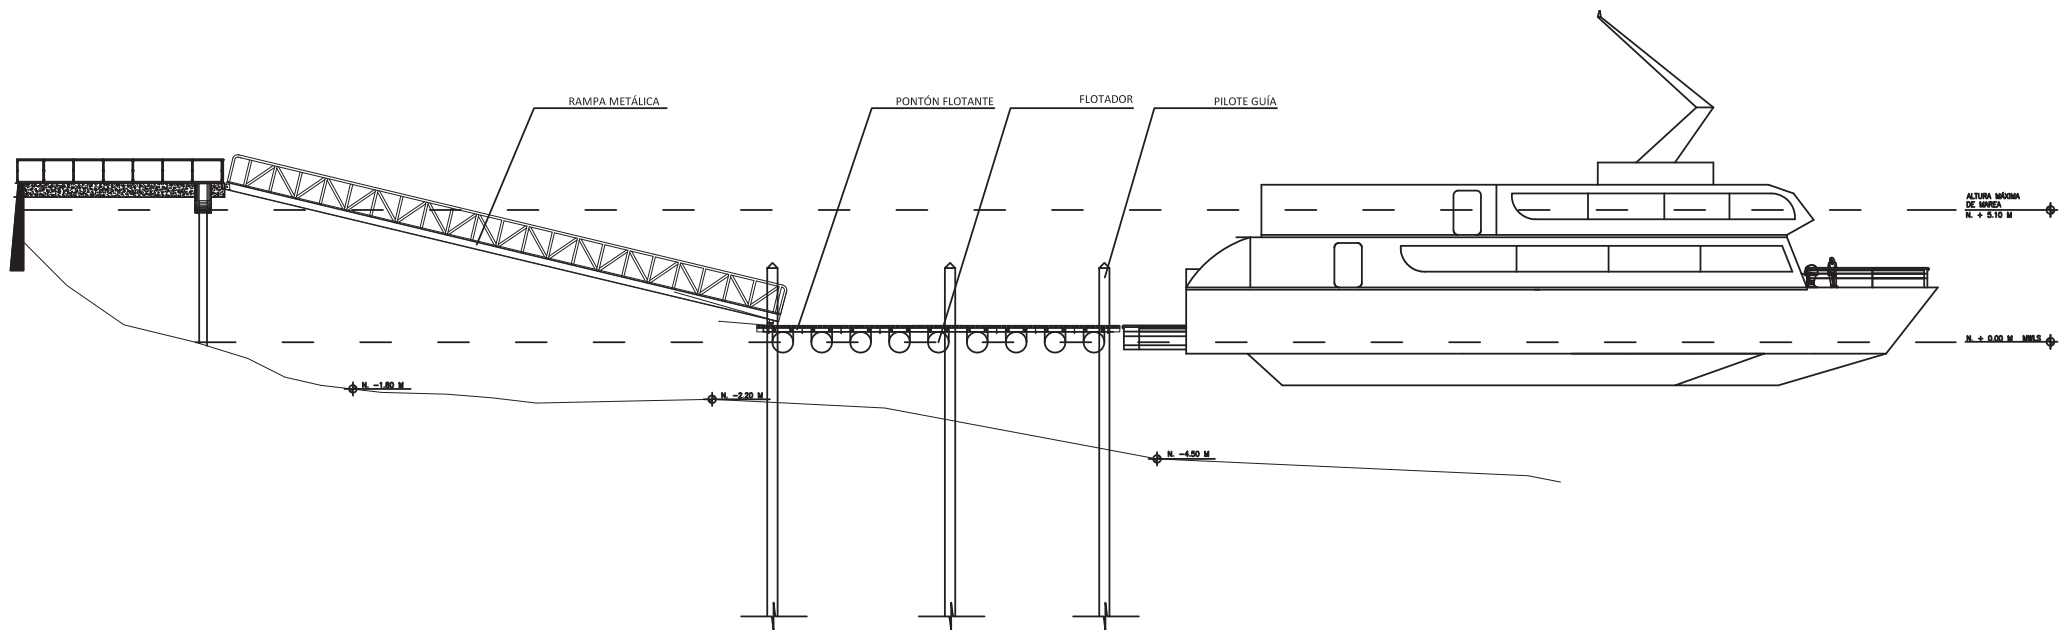 RAMPA METÁLICA
PONTÓN FLOTANTE
FLOTADOR
PILOTE GUÍA
ALTURA MÁXIMA
DE MAREA
N. + 5.10 M
N. + 0.00 M MWLS
N. -1.80 M
N. -2.20 M
N. -4.50 M